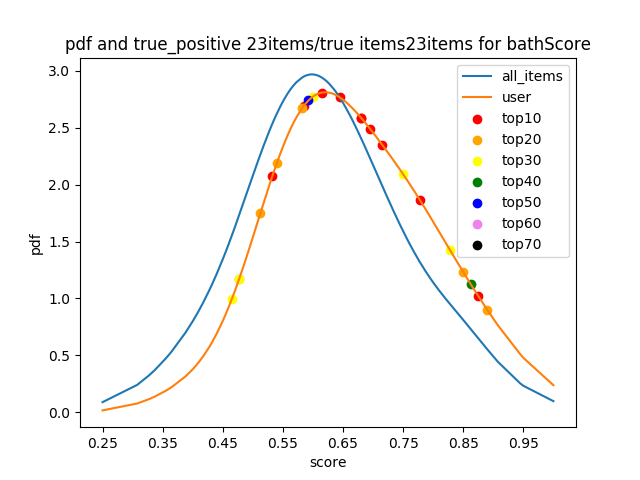 pdf and true_positive 23items/true items23items for bathScore
3.0
2.5
2.0
1.5
1.0
0.5
0.0
pdf
all_items
user
top10
top20
top30
top40
top50
top60
top70
0.25 0.35 0.45 0.55 0.65 0.75 0.85 0.95
score